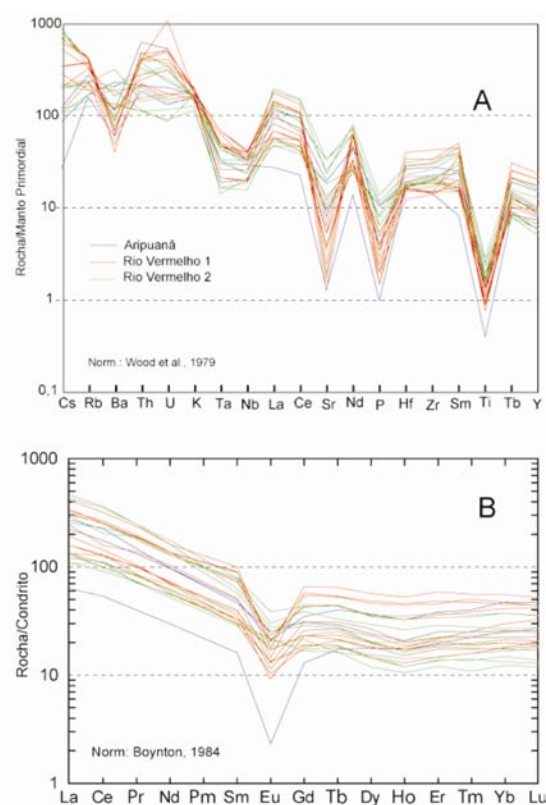 1000
A
100
Rocha/Manto Primordial
10
Aripuanã
Rio Vermelho 1
1
Rio Vermelho 2
Norm.: Wood et al., 1979
0,1
Cs Rb Ba Th U K Ta Nb La Ce Sr Nd P Hf Zr Sm Ti Tb Y
1000
B
100
Rocha/Condrito
10
Norm: Boynton, 1984
1
La Ce Pr Nd Pm Sm Eu Gd Tb Dy Ho Er Tm Yb Lu